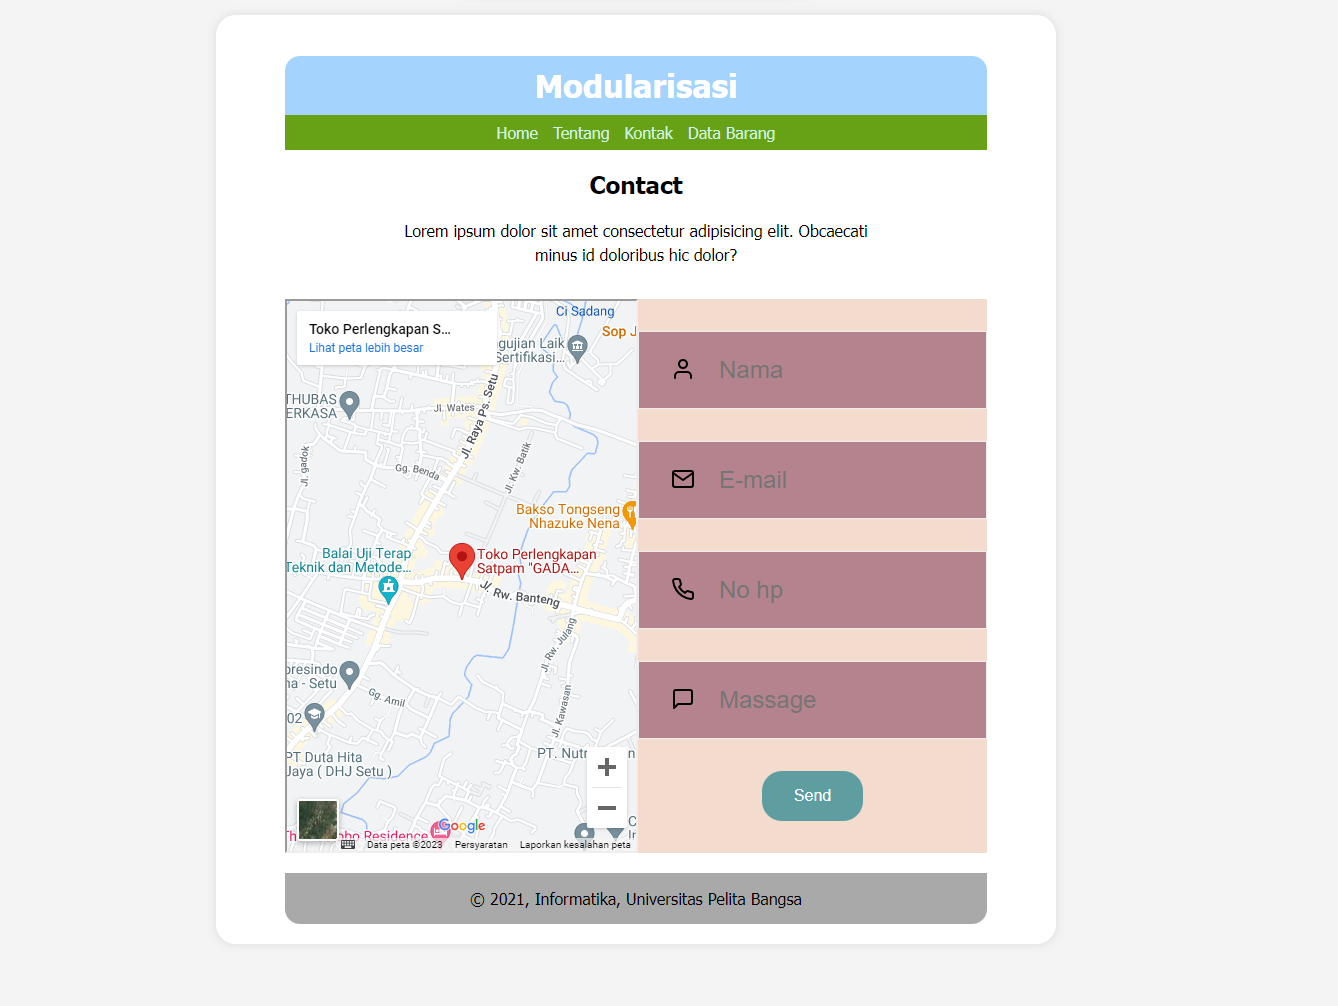 Modularisasi
Home Tentang Kontak Data Barang
Contact
Lorem ipsum dolor sit amet consectetur adipisicing elit. Obcaecati
minus id doloribus hic dolor?
Toko Perlengkapan S...
Lihat peta lebih besar
Ci Sadang
Sop J
gujian Laik
Sertifikasi...
THUBAS
ERKASA
Jl. Wates
Jl. Raya Ps. Setu
Jl. gadok
Gg. Benda
Jl. Kw. Batik
Bakso Tongseng
Nhazuke Nena
Balai Uji Terap
Teknik dan Metode...
Toko Perlengkapan
Satpam "GADA...
Jl. Rw. Banteng
Jl. Rw. Julang
oresindo
na - Setu
Gg. Amil
Jl. Kawasan
02
PT Duta Hita
Jaya ( DHJ Setu )
PT. Nutr
n
Residence
Google
Data peta ©2023 Persyaratan Laporkan kesalahan peta
Nama
E-mail
No hp
Massage
Send
© 2021, Informatika, Universitas Pelita Bangsa